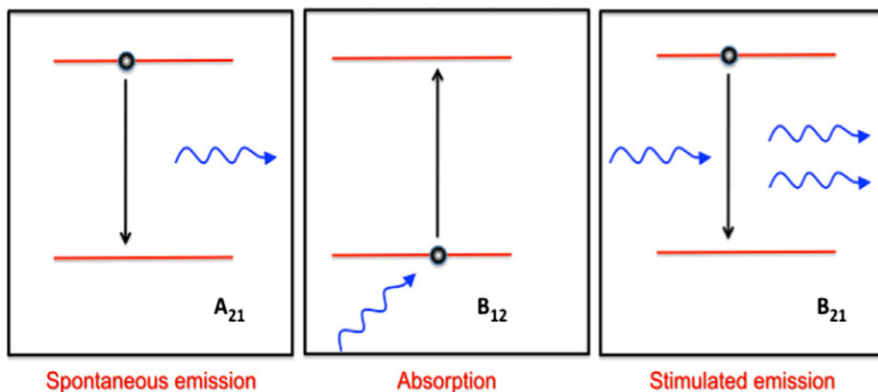 A₂₁
B₁₂
B₂₁
Spontaneous emission
Absorption
Stimulated emission